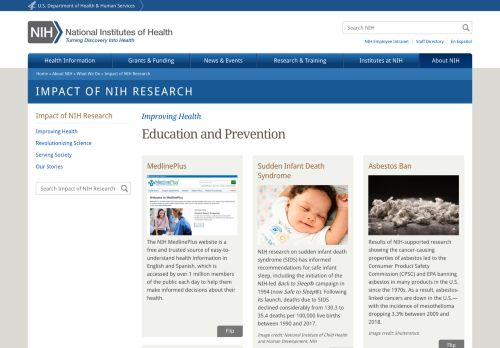 U.S. Department of Health & Human Services
Search NIH
NIH
National Institutes of Health
Turning Discovery Into Health
NIH Employee Intranet | Staff Directory | En Español
Health Information
Grants & Funding
News & Events
Research & Training
Institutes at NIH
About NIH
Home » About NIH » What We Do » Impact of NIH Research
IMPACT OF NIH RESEARCH
Impact of NIH Research
Improving Health
Revolutionizing Science
Serving Society
Our Stories
Search Impact of NIH Research
Improving Health
Education and Prevention
MedlinePlus
The NIH MedlinePlus website is a
free and trusted source of easy-to-
understand health information in
English and Spanish, which is
accessed by over 1 million members
of the public each day to help them
make informed decisions about their
health.
Flip
Sudden Infant Death
Syndrome
NIH research on sudden infant death
syndrome (SIDS) has informed
recommendations for safe infant
sleep, including the initiation of the
NIH-led Back to Sleep® campaign in
1994 (now Safe to Sleep®). Following
its launch, deaths due to SIDS
declined considerably from 130.3 to
35.4 deaths per 100,000 live births
between 1990 and 2017.
Image credit: National Institute of Child Health
and Human Development, NIH
Asbestos Ban
Results of NIH-supported research
showing the cancer-causing
properties of asbestos led to the
Consumer Product Safety
Commission (CPSC) and EPA banning
asbestos in many products in the U.S.
since the 1970s. As a result, asbestos-
linked cancers are down in the U.S.—
with the incidence of mesothelioma
dropping 3.3% between 2009 and
2018.
Image credit: Shutterstock
Flip